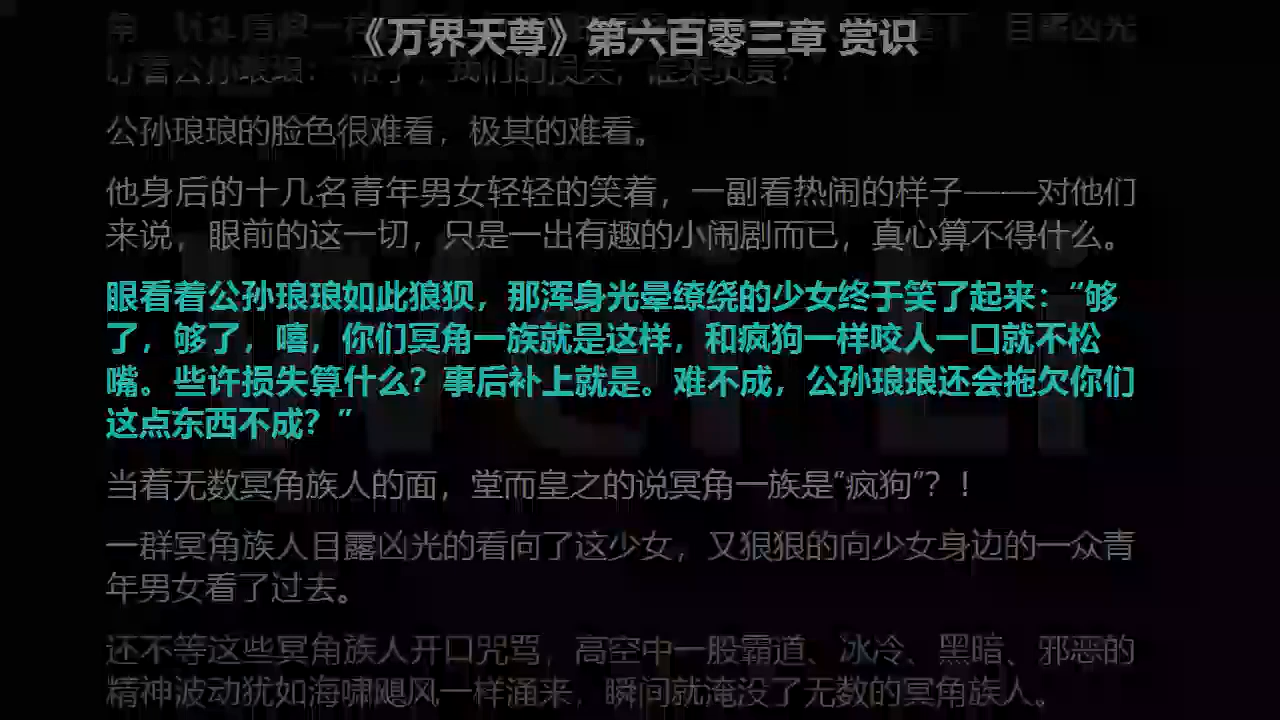 《万界天尊》第六百零三章 赏识
公孙琅琅的脸色很难看，极其的难看。
他身后的十几名青年男女轻轻的笑着，一副看热闹的样子——对他们
来说，眼前的这一切，只是一出有趣的小闹剧而已，真心算不得什么。
眼看着公孙琅琅如此狼狈，那浑身光晕缭绕的少女终于笑了起来：“够
了，够了，嘻，你们冥角一族就是这样，和疯狗一样咬人一口就不松
嘴。些许损失算什么？事后补上就是。难不成，公孙琅琅还会拖欠你们
这点东西不成？”
当着无数冥角族人的面，堂而皇之的说冥角一族是“疯狗”？！
一群冥角族人目露凶光的看向了这少女，又狠狠的向少女身边的一众青
年男女看了过去。
还不等这些冥角族人开口咒骂，高空中一股霸道、冰冷、黑暗、邪恶的
精神波动犹如海啸飓风一样涌来，瞬间就淹没了无数的冥角族人。